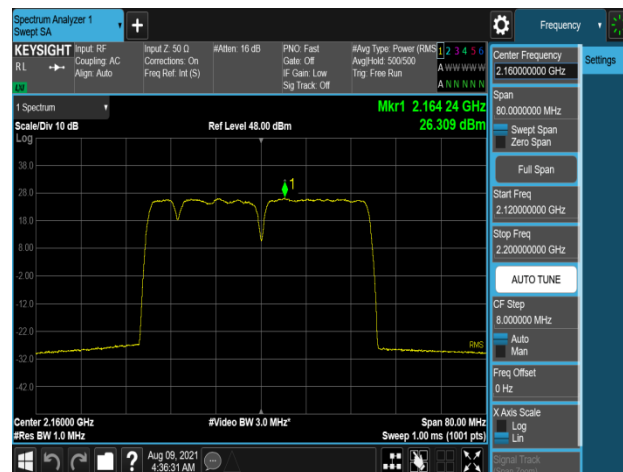 Spectrum Analyzer 1
Swept SA
Frequency
KEYSIGHT
RL
LU
Input: RF
Coupling: AC
Align: Auto
Input Z: 50 Ω
Corrections: On
Freq Ref: Int (S)
#Atten: 16 dB
PNO: Fast
Gate: Off
IF Gain: Low
Sig Track: Off
#Avg Type: Power (RMS
Avg|Hold: 500/500
Trig: Free Run
1 2 3 4 5 6
A W W W W W
A N N N N N
1 Spectrum
Scale/Div 10 dB
Ref Level 48.00 dBm
Mkr1 2.164 24 GHz
26.309 dBm
Log
38.0
28.0
18.0
8.00
-2.00
-12.0
-22.0
-32.0
-42.0
1
RMS
Center 2.16000 GHz
#Res BW 1.0 MHz
#Video BW 3.0 MHz*
Span 80.00 MHz
Sweep 1.00 ms (1001 pts)
Aug 09, 2021
4:36:31 AM
Center Frequency
2.160000000 GHz
Settings
Span
80.0000000 MHz
Swept Span
Zero Span
Full Span
Start Freq
2.120000000 GHz
Stop Freq
2.200000000 GHz
AUTO TUNE
CF Step
8.000000 MHz
Auto
Man
Freq Offset
0 Hz
X Axis Scale
Log
Lin
Signal Track
(Span Zoom)